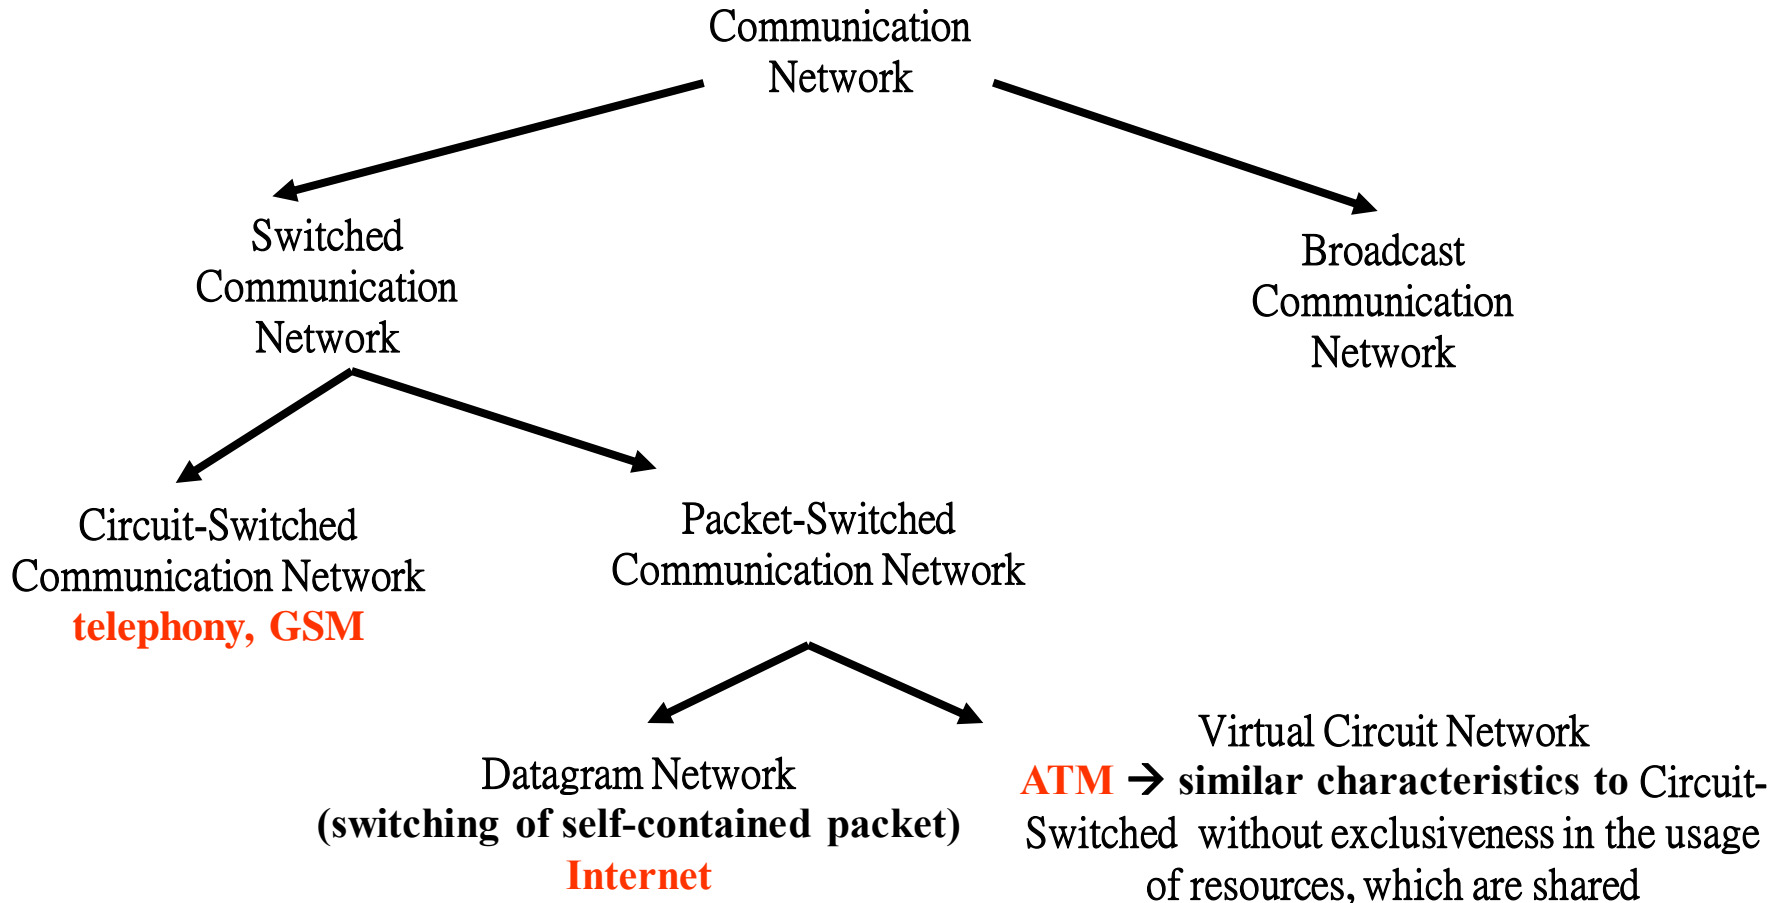 Communication
Network
Switched
Communication
Network
Broadcast
Communication
Network
Circuit-Switched
Communication Network
telephony, GSM
Packet-Switched
Communication Network
Datagram Network
(switching of self-contained packet)
Internet
Virtual Circuit Network
ATM → similar characteristics to Circuit-
Switched without exclusiveness in the usage
of resources, which are shared